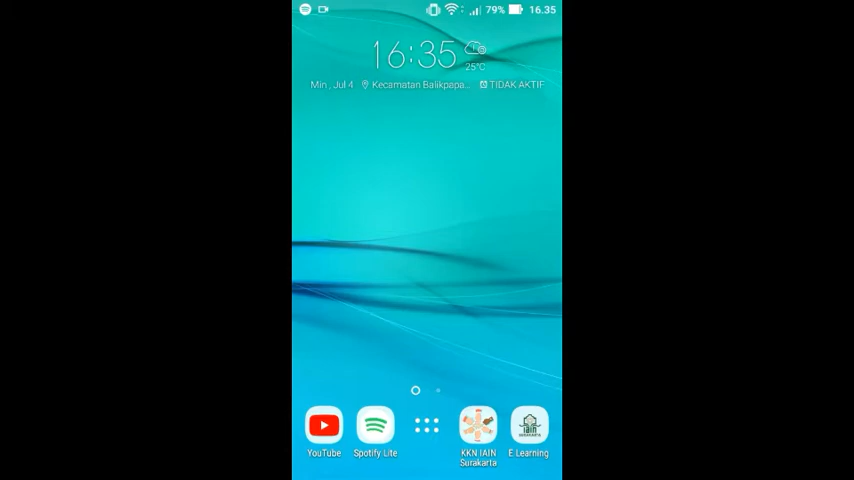 79% 16.35
16:35
25°C
Min , Jul 4 Kecamatan Balikpapa... TIDAK AKTIF
iain
YouTube Spotify Lite KKN IAIN Surakarta E Learning